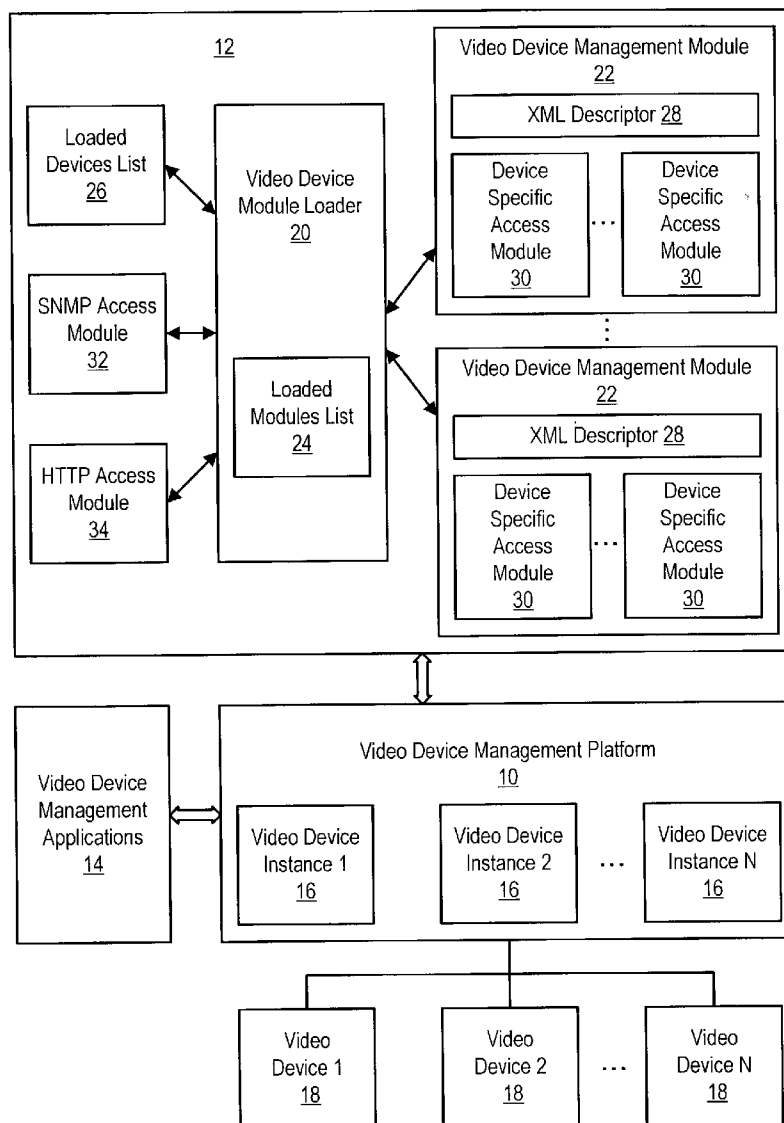 12
Loaded
Devices List
26
SNMP Access
Module
32
HTTP Access
Module
34
Video Device
Module Loader
20
Loaded
Modules List
24
Video Device Management Module
22
XML Descriptor 28
Device
Specific
Access
Module
30
...
Device
Specific
Access
Module
30
Video Device Management Module
22
XML Descriptor 28
Device
Specific
Access
Module
30
...
Device
Specific
Access
Module
30
Video Device
Management
Applications
14
Video Device Management Platform
10
Video Device
Instance 1
16
Video Device
Instance 2
16
...
Video Device
Instance N
16
Video
Device 1
18
Video
Device 2
18
...
Video
Device N
18